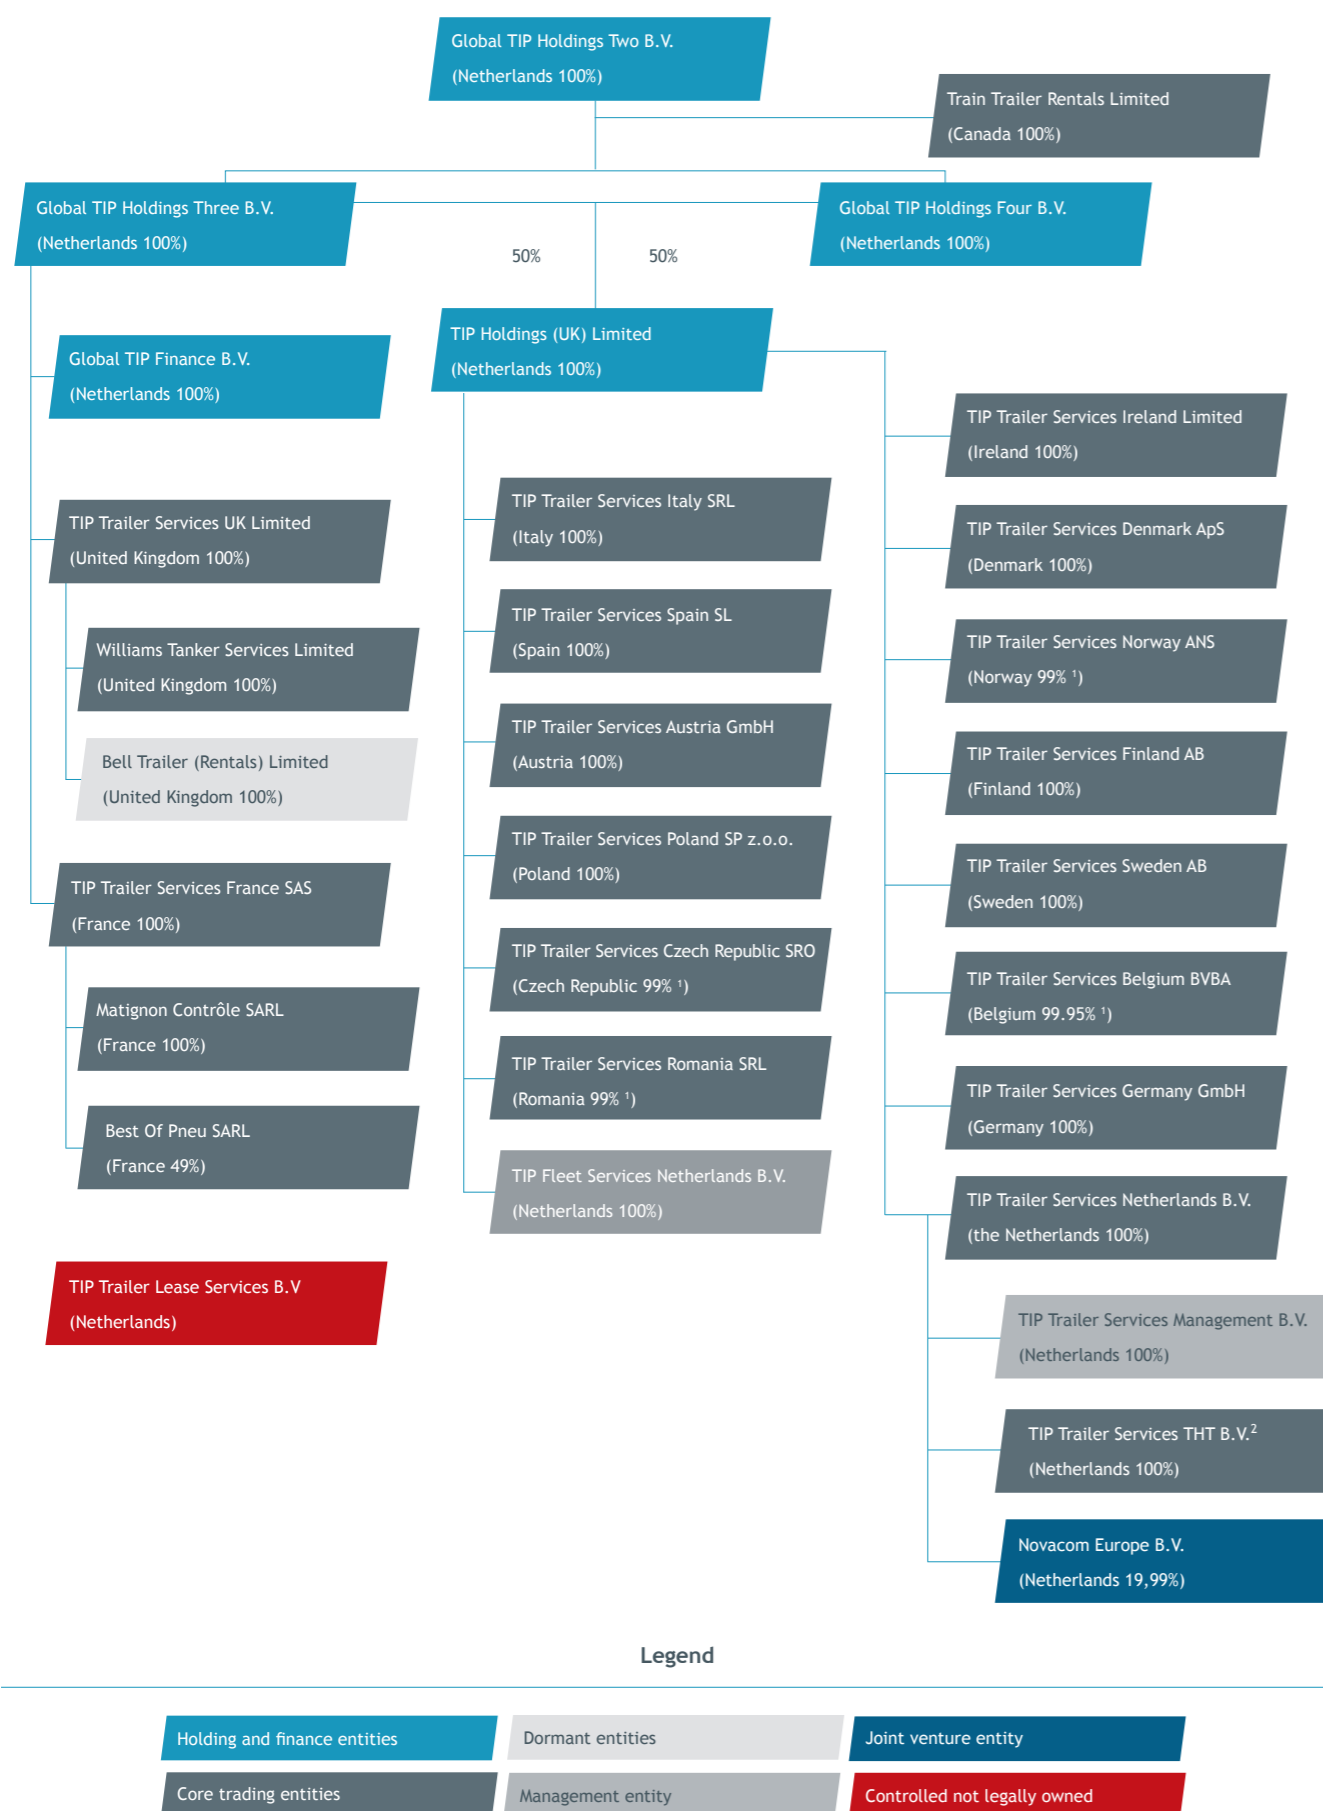 Global TIP Holdings Two B.V.
(Netherlands 100%)
Train Trailer Rentals Limited
(Canada 100%)
Global TIP Holdings Three B.V.
(Netherlands 100%)
Global TIP Holdings Four B.V.
(Netherlands 100%)
50%
50%
TIP Holdings (UK) Limited
(Netherlands 100%)
Global TIP Finance B.V.
(Netherlands 100%)
TIP Trailer Services UK Limited
(United Kingdom 100%)
Williams Tanker Services Limited
(United Kingdom 100%)
Bell Trailer (Rentals) Limited
(United Kingdom 100%)
TIP Trailer Services France SAS
(France 100%)
Matignon Contrôle SARL
(France 100%)
Best Of Pneu SARL
(France 49%)
TIP Trailer Lease Services B.V
(Netherlands)
TIP Trailer Services Italy SRL
(Italy 100%)
TIP Trailer Services Spain SL
(Spain 100%)
TIP Trailer Services Austria GmbH
(Austria 100%)
TIP Trailer Services Poland SP z.o.o.
(Poland 100%)
TIP Trailer Services Czech Republic SRO
(Czech Republic 99% ¹)
TIP Trailer Services Romania SRL
(Romania 99% ¹)
TIP Fleet Services Netherlands B.V.
(Netherlands 100%)
TIP Trailer Services Ireland Limited
(Ireland 100%)
TIP Trailer Services Denmark ApS
(Denmark 100%)
TIP Trailer Services Norway ANS
(Norway 99% ¹)
TIP Trailer Services Finland AB
(Finland 100%)
TIP Trailer Services Sweden AB
(Sweden 100%)
TIP Trailer Services Belgium BVBA
(Belgium 99.95% ¹)
TIP Trailer Services Germany GmbH
(Germany 100%)
TIP Trailer Services Netherlands B.V.
(the Netherlands 100%)
TIP Trailer Services Management B.V.
(Netherlands 100%)
TIP Trailer Services THT B.V.²
(Netherlands 100%)
Novacom Europe B.V.
(Netherlands 19,99%)
Legend
Holding and finance entities
Dormant entities
Joint venture entity
Core trading entities
Management entity
Controlled not legally owned